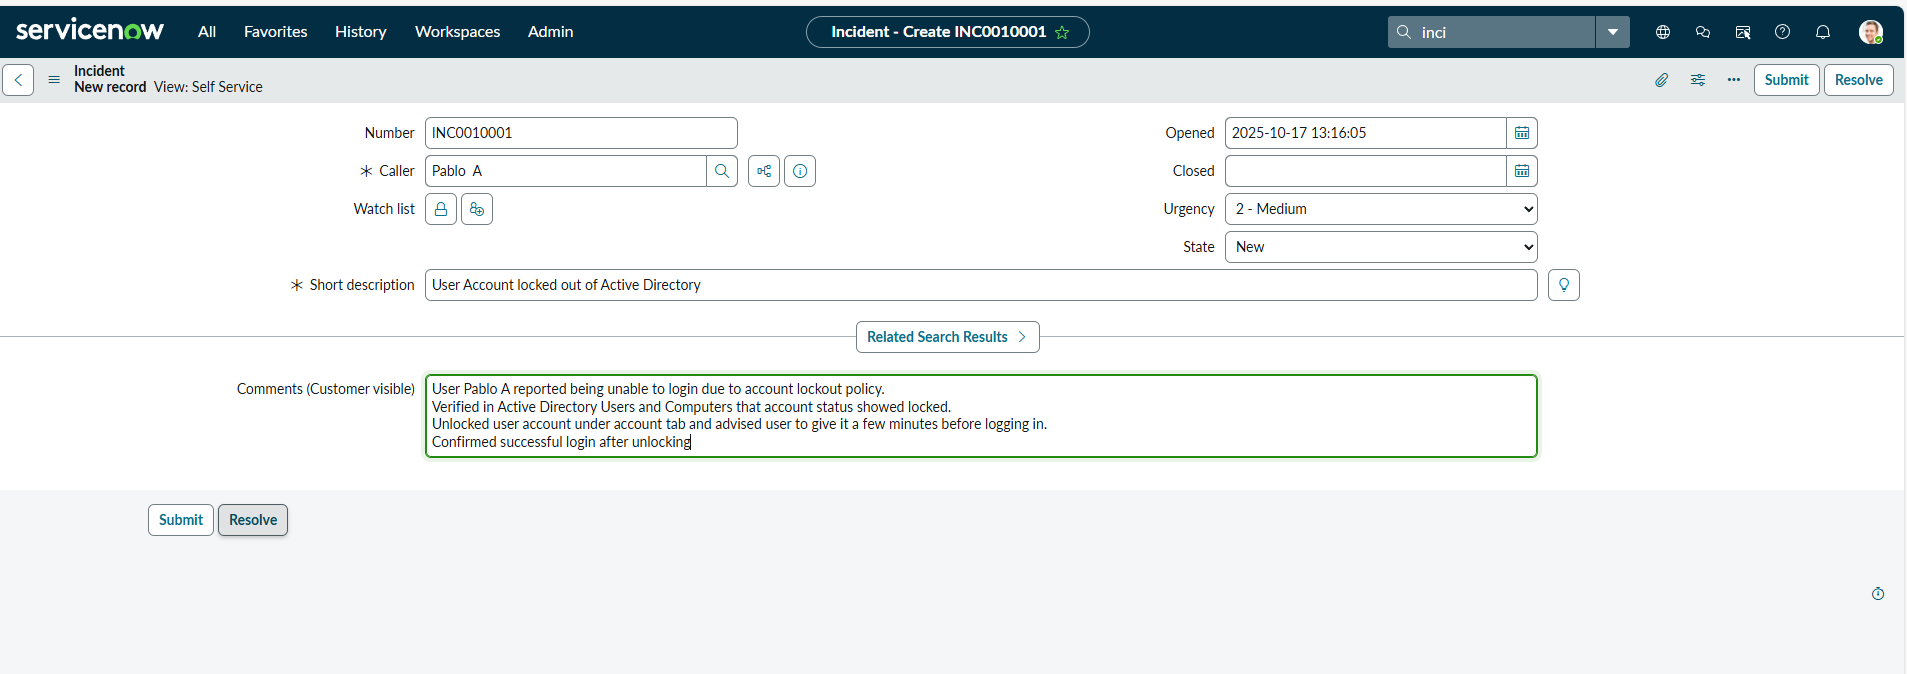 servicenow All Favorites History Workspaces Admin Incident - Create INC0010001 inci
Incident
New record View: Self Service
Submit Resolve
Number INC0010001 Opened 2025-10-17 13:16:05
Caller Pablo A Closed
Watch list Urgency 2 - Medium
State New
Short description User Account locked out of Active Directory
Related Search Results
Comments (Customer visible) User Pablo A reported being unable to login due to account lockout policy.
Verified in Active Directory Users and Computers that account status showed locked.
Unlocked user account under account tab and advised user to give it a few minutes before logging in.
Confirmed successful login after unlocking
Submit Resolve